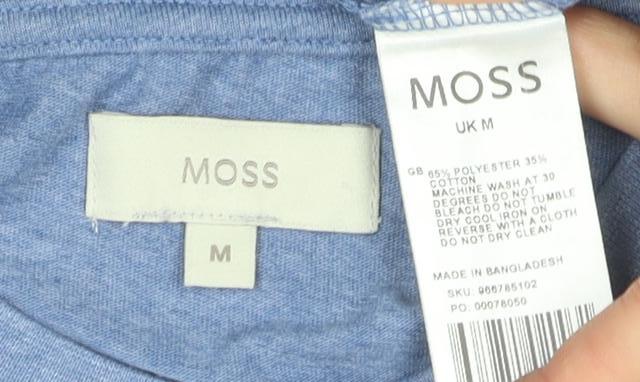 MOSS
M
MOSS
UK M
GB 65% POLYESTER 35%
COTTON
MACHINE WASH AT 30
DEGREES DO NOT
BLEACH DO NOT TUMBLE
DRY COOL IRON ON
REVERSE WITH A CLOTH
DO NOT DRY CLEAN
MADE IN BANGLADESH
SKU: 966785102
PO: 00078050